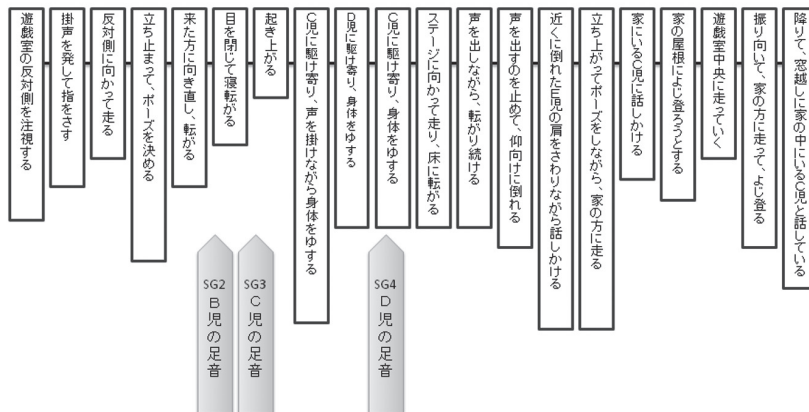 降りて、窓越しに家の中にいるC児と話している
振り向いて、家の方に走って、よじ登る
遊戯室中央に走っていく
家の屋根によじ登ろうとする
家にいるC児に話しかける
立ち上がってポーズをしながら、家の方に走る
近くに倒れたE児の肩をさわりながら話しかける
声を出すのを止めて、仰向けに倒れる
声を出しながら、転がり続ける
ステージに向かって走り、床に転がる
C児に駆け寄り、身体をゆする
D児に駆け寄り、身体をゆする
C児に駆け寄り、声を掛けながら身体をゆする
起き上がる
目を閉じて寝転がる
来た方に向き直し、転がる
立ち止まって、ポーズを決める
反対側に向かって走る
掛声を発して指をさす
遊戯室の反対側を注視する
SG2
B児の足音
SG3
C児の足音
SG4
D児の足音